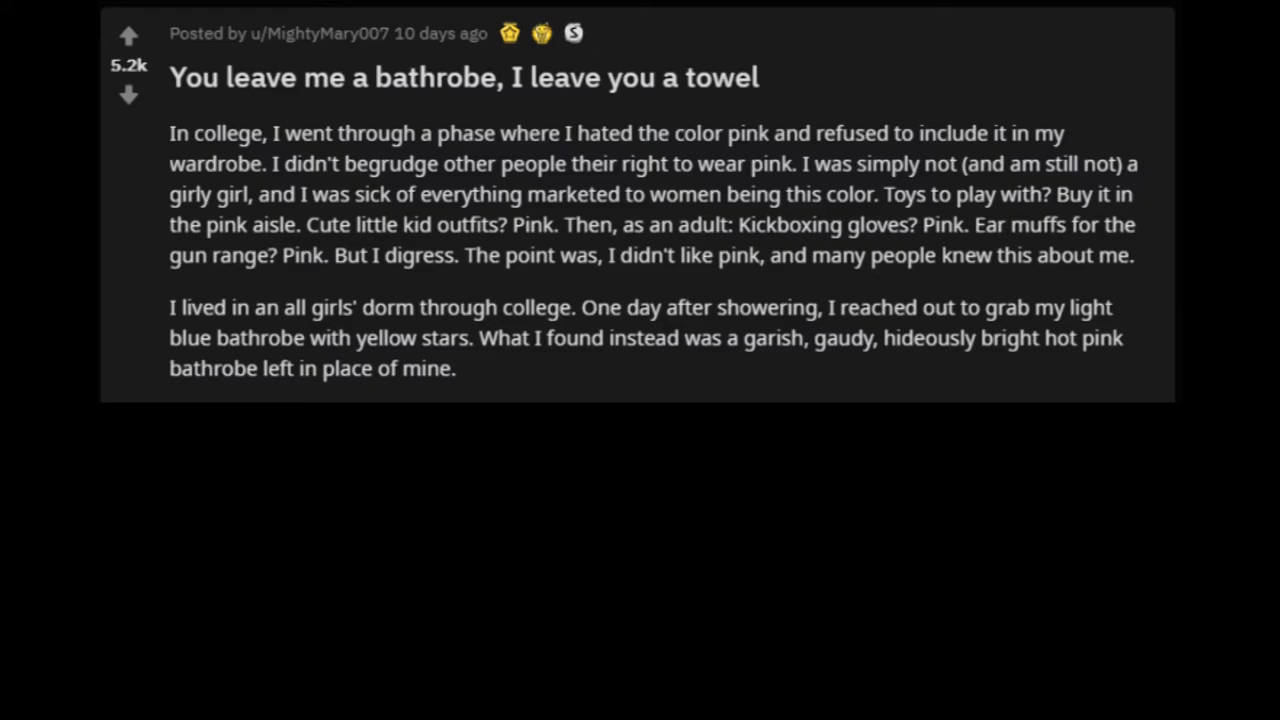 Posted by u/MightyMary007 10 days ago
5.2k
You leave me a bathrobe, I leave you a towel
In college, I went through a phase where I hated the color pink and refused to include it in my
wardrobe. I didn't begrudge other people their right to wear pink. I was simply not (and am still not) a
girly girl, and I was sick of everything marketed to women being this color. Toys to play with? Buy it in
the pink aisle. Cute little kid outfits? Pink. Then, as an adult: Kickboxing gloves? Pink. Ear muffs for the
gun range? Pink. But I digress. The point was, I didn't like pink, and many people knew this about me.
I lived in an all girls' dorm through college. One day after showering, I reached out to grab my light
blue bathrobe with yellow stars. What I found instead was a garish, gaudy, hideously bright hot pink
bathrobe left in place of mine.